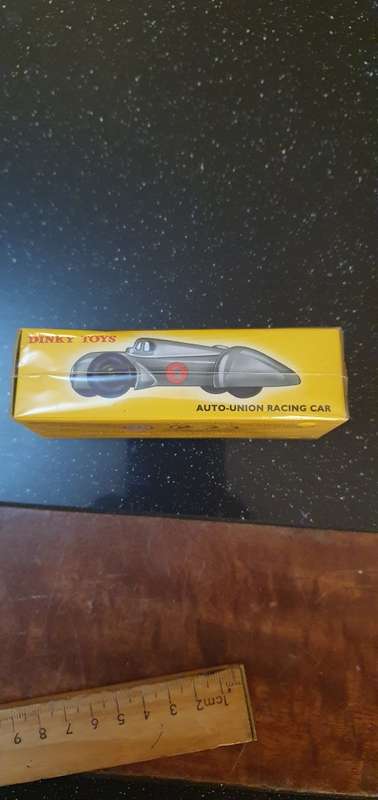 DINKY TOYS
AUTO-UNION RACING CAR
1cm2 3 4 5 6 7 8 9